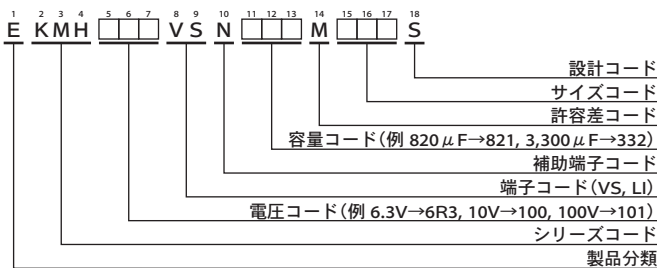 1 2 3 4 5 6 7 8 9 10 11 12 13 14 15 16 17 18
E KMH □□□ VS N □□□ M □□□ S
設計コード
サイズコード
許容差コード
容量コード(例 820μF→821, 3,300μF→332)
補助端子コード
端子コード(VS, LI)
電圧コード(例 6.3V→6R3, 10V→100, 100V→101)
シリーズコード
製品分類